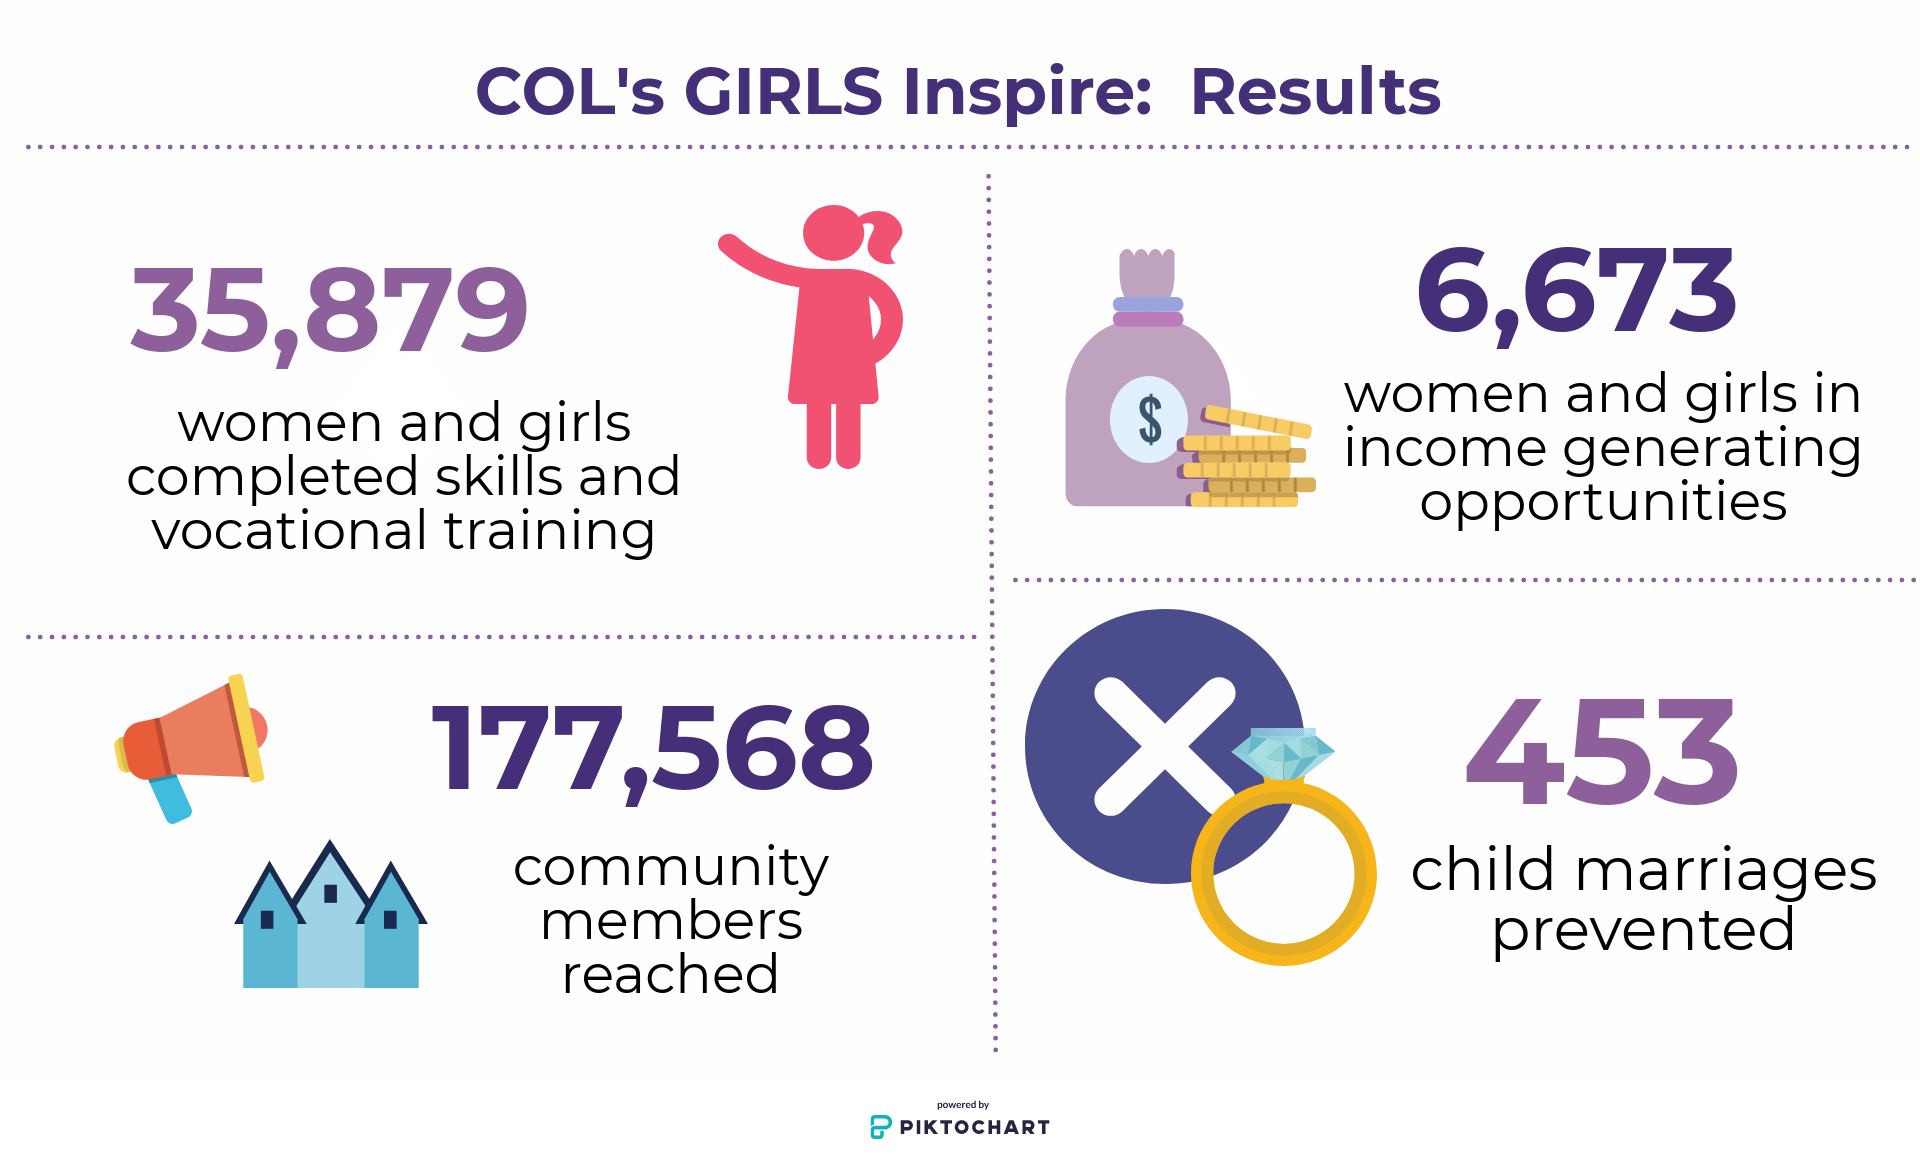 COL's GIRLS Inspire:  Results
35,879
women and girls
completed skills and
vocational training
6,673
women and girls in
income generating
opportunities
$
177,568
community
members
reached
453
child marriages
prevented
powered by
PIKTOCHART